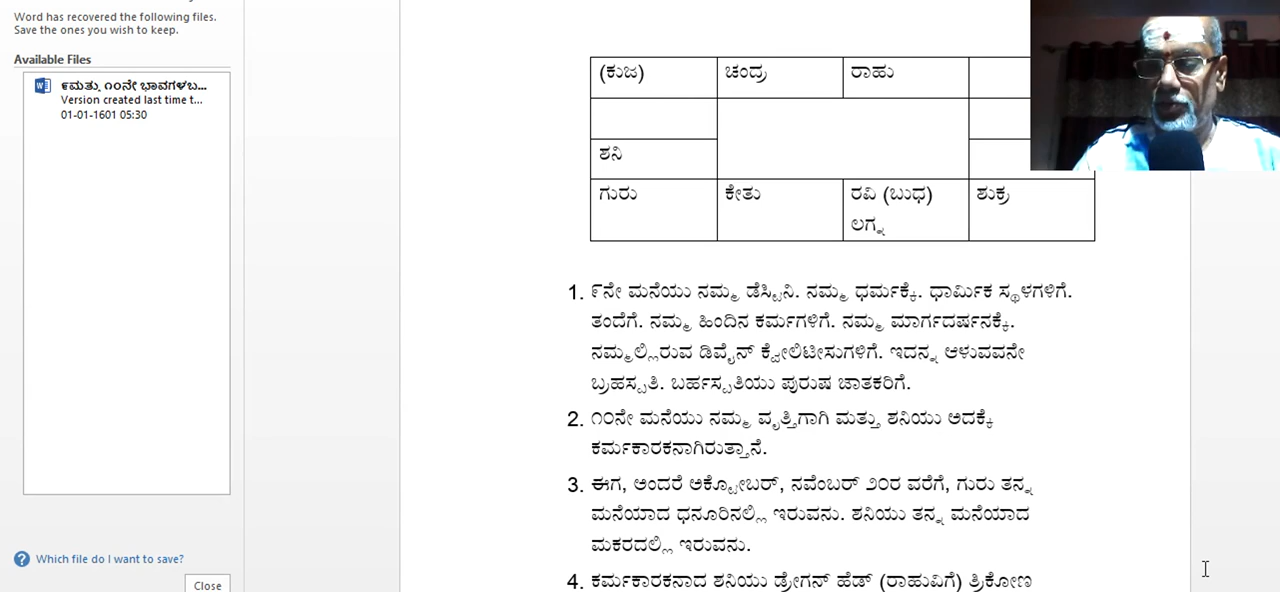 Word has recovered the following files.
Save the ones you wish to keep.
Available Files
೯ಮತ್ತು ೧೦ನೇ ಭಾವಗಳಬ...
Version created last time t...
01-01-1601 05:30
Which file do I want to save?
Close
(ಕುಜ) ಚಂದ್ರ ರಾಹು
ಶನಿ
ಗುರು ಕೇತು ರವಿ (ಬುಧ) ಶುಕ್ರ
ಲಗ್ನ
1. ೯ನೇ ಮನೆಯು ನಮ್ಮ ಡೆಸ್ಟಿನಿ. ನಮ್ಮ ಧರ್ಮಕ್ಕೆ. ಧಾರ್ಮಿಕ ಸ್ಥಳಗಳಿಗೆ.
ತಂದೆಗೆ. ನಮ್ಮ ಹಿಂದಿನ ಕರ್ಮಗಳಿಗೆ. ನಮ್ಮ ಮಾರ್ಗದರ್ಷನಕ್ಕೆ.
ನಮ್ಮಲ್ಲಿರುವ ಡಿವೈನ್ ಕ್ವೇಲಿಟೀಸುಗಳಿಗೆ. ಇದನ್ನ ಆಳುವವನೇ
ಬ್ರಹಸ್ಪತಿ. ಬರ್ಹಸ್ಪತಿಯು ಪುರುಷ ಜಾತಕರಿಗೆ.
2. ೧೦ನೇ ಮನೆಯು ನಮ್ಮ ವೃತ್ತಿಗಾಗಿ ಮತ್ತು ಶನಿಯು ಅದಕ್ಕೆ
ಕರ್ಮಕಾರಕನಾಗಿರುತ್ತಾನೆ.
3. ಈಗ, ಅಂದರೆ ಅಕ್ಟೋಬರ್, ನವೆಂಬರ್ ೨೦ರ ವರೆಗೆ, ಗುರು ತನ್ನ
ಮನೆಯಾದ ಧನೂರಿನಲ್ಲಿ ಇರುವನು. ಶನಿಯು ತನ್ನ ಮನೆಯಾದ
ಮಕರದಲ್ಲಿ ಇರುವನು.
4. ಕರ್ಮಕಾರಕನಾದ ಶನಿಯು ಡ್ರೇಗನ್ ಹೆಡ್ (ರಾಹುವಿಗೆ) ತ್ರಿಕೋಣ